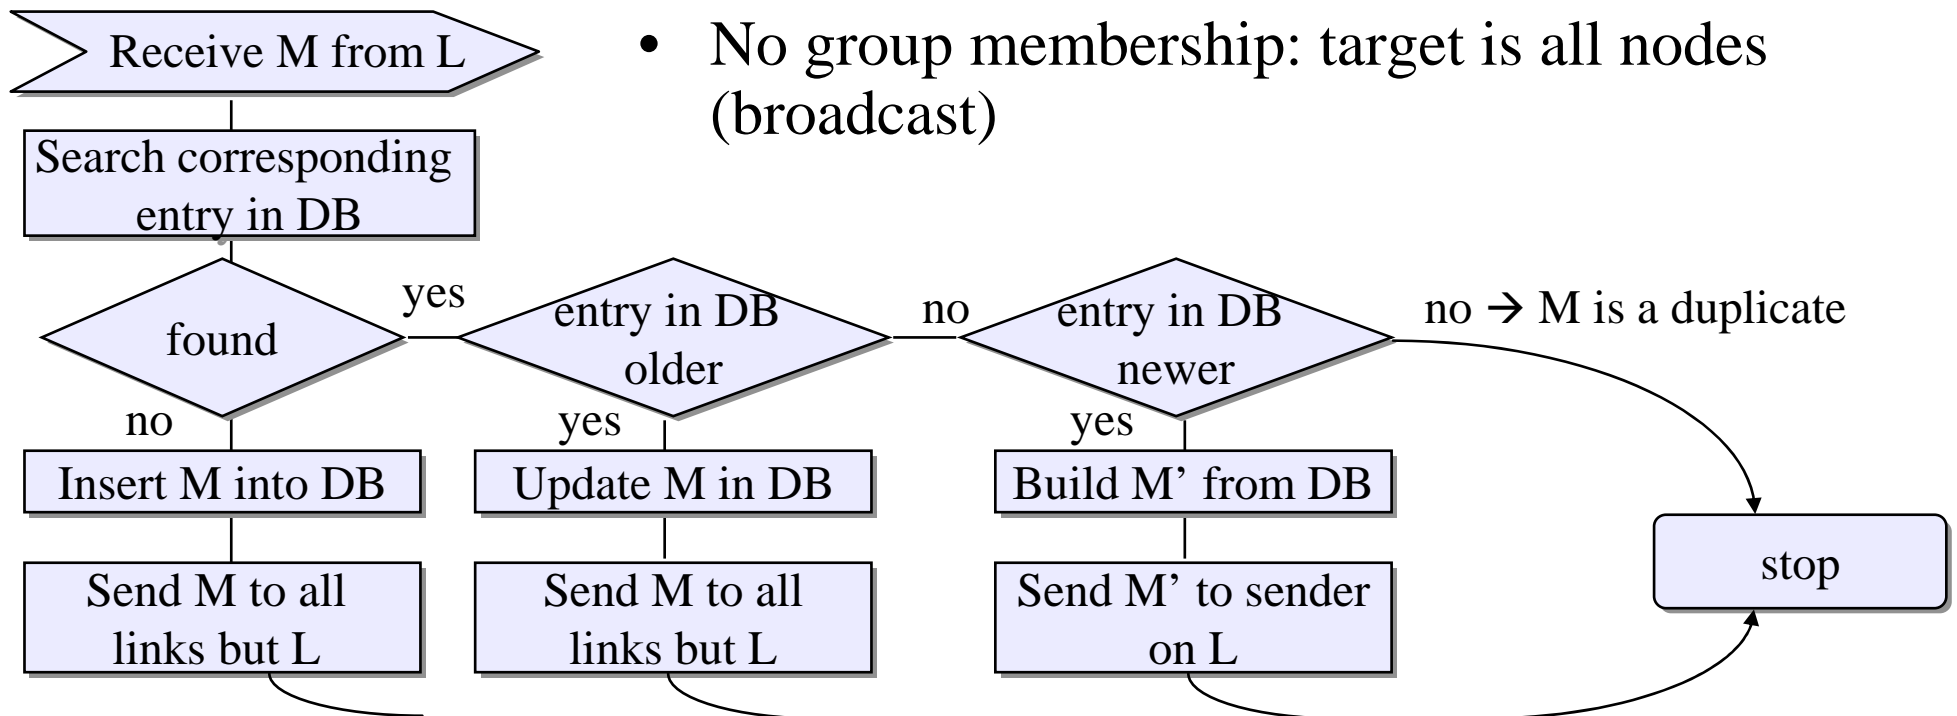 Receive M from L
• No group membership: target is all nodes
(broadcast)
Search corresponding
entry in DB
found
yes
entry in DB
older
no
entry in DB
newer
no → M is a duplicate
no
yes
yes
Insert M into DB
Update M in DB
Build M’ from DB
Send M to all
links but L
Send M to all
links but L
Send M’ to sender
on L
stop